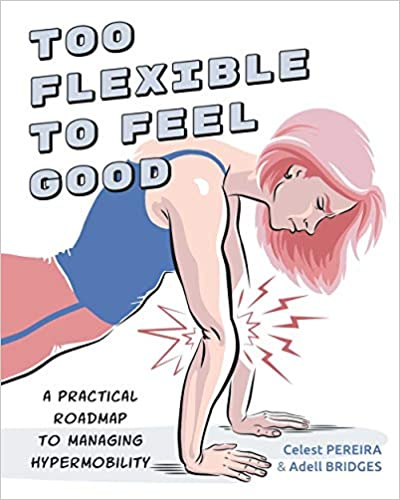 TOO
FLEXIBLE
TO FEEL
GOOD
A PRACTICAL
ROADMAP
TO MANAGING
HYPERMOBILITY
Celest PEREIRA
& Adell BRIDGES